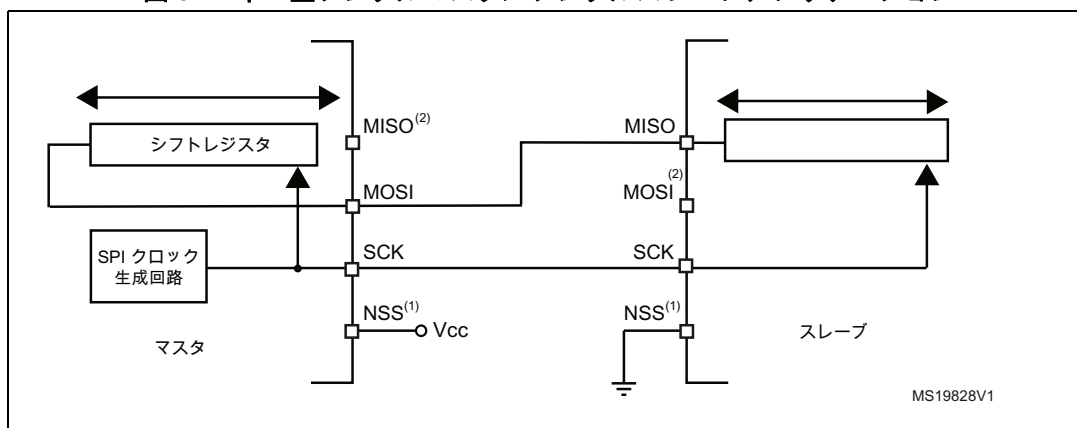 MISO(2)
MISO
シフトレジスタ
MOSI
MOSI(2)
SPI クロック
生成回路
SCK
SCK
NSS(1)
Vcc
NSS(1)
マスタ
スレーブ
MS19828V1